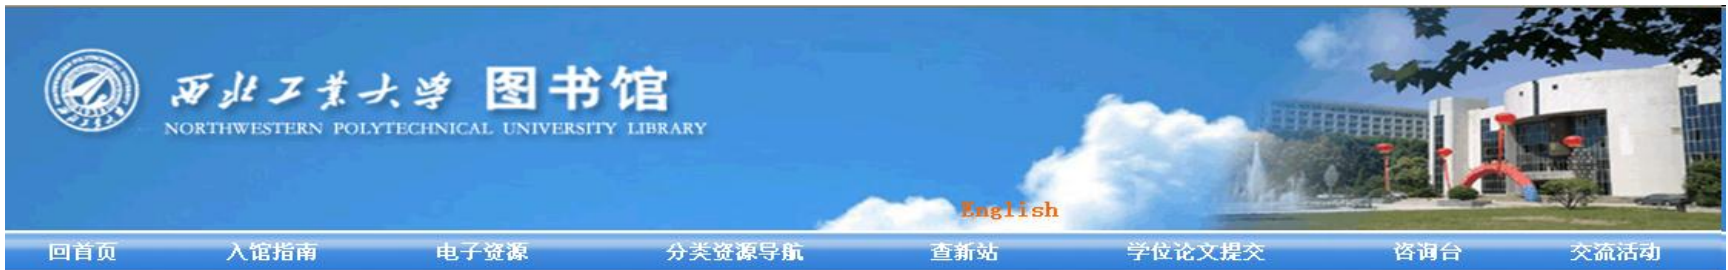 西北工业大学 图书馆
NORTHWESTERN POLYTECHNICAL UNIVERSITY LIBRARY
English
回首页 入馆指南 电子资源 分类资源导航 查新站 学位论文提交 咨询台 交流活动